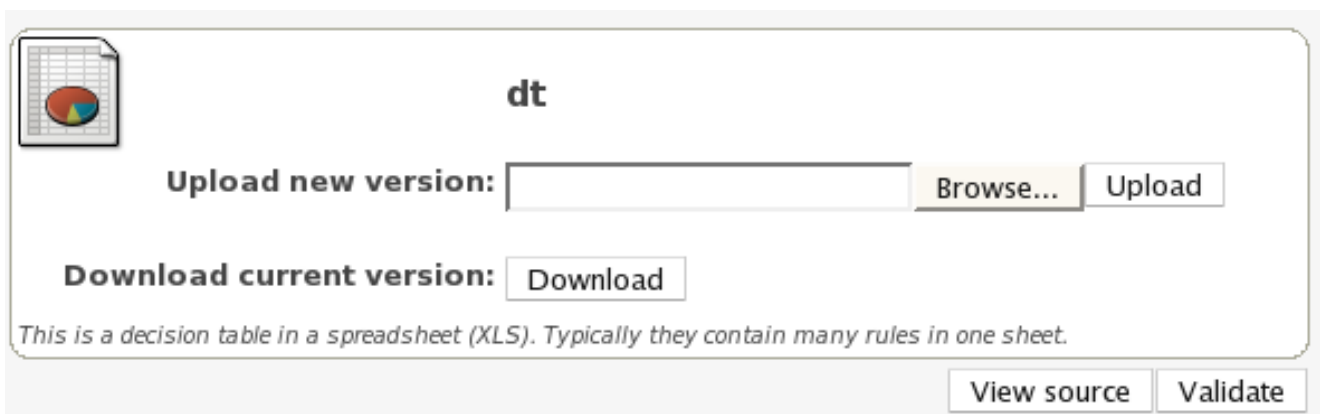 dt
Upload new version: Browse... Upload
Download current version: Download
This is a decision table in a spreadsheet (XLS). Typically they contain many rules in one sheet.
View source Validate